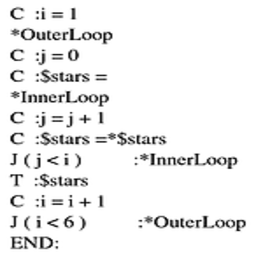 C :i = 1
*OuterLoop
C :j = 0
C :$stars =
*InnerLoop
C :j = j + 1
C :$stars =*$stars
J ( j < i ) :*InnerLoop
T :$stars
C :i = i + 1
J ( i < 6 ) :*OuterLoop
END: